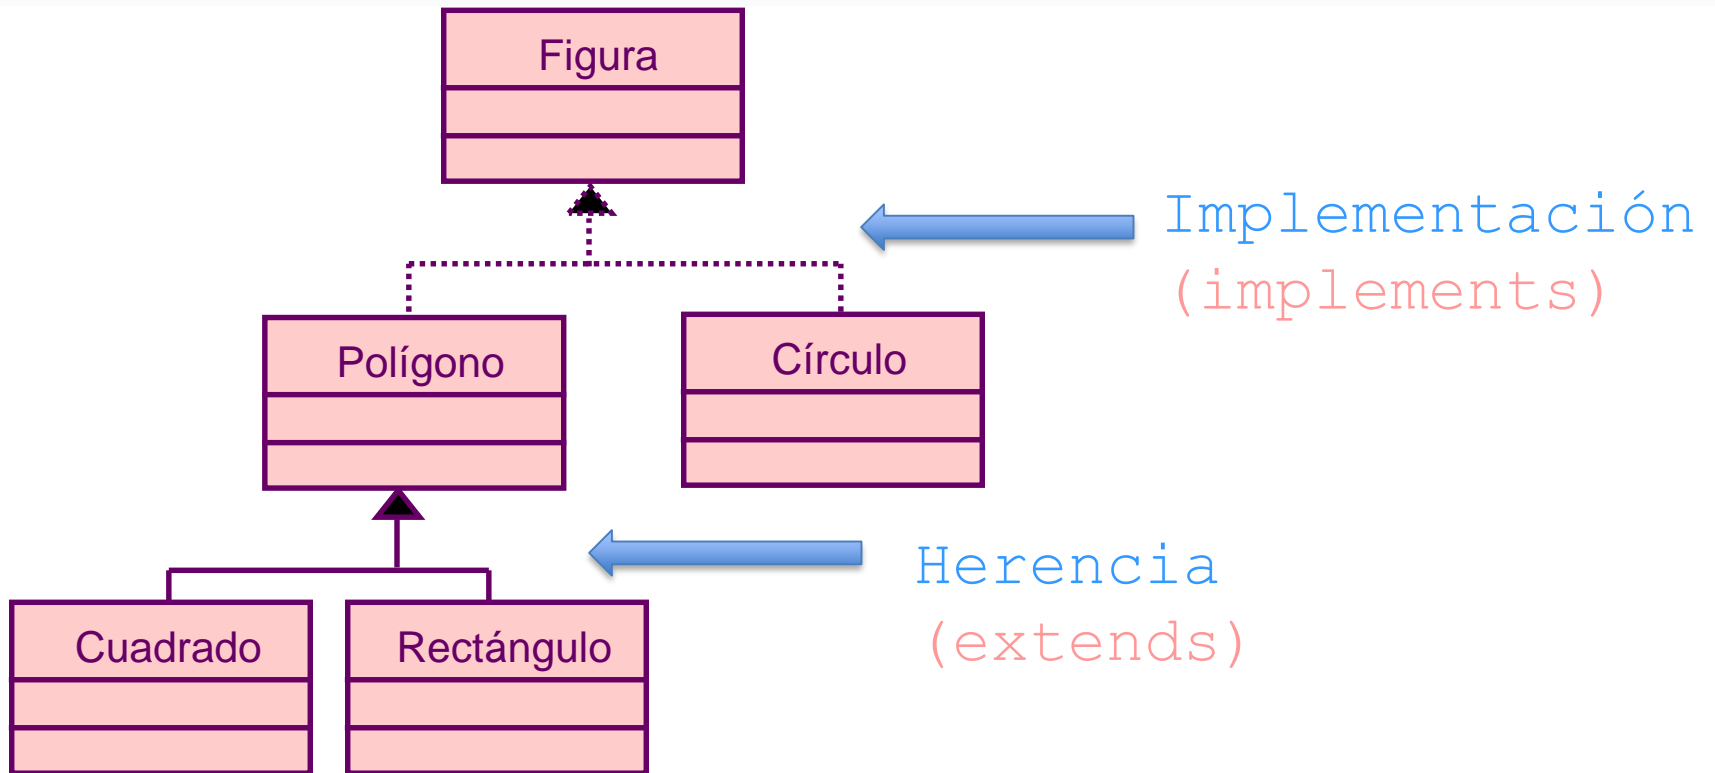 Figura
Implementación
(implements)
Polígono
Círculo
Herencia
(extends)
Cuadrado
Rectángulo